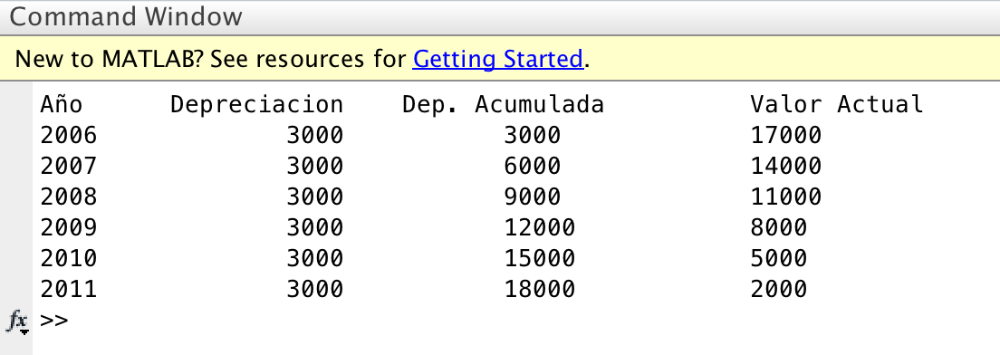 Command Window
New to MATLAB? See resources for Getting Started.
Año Depreciacion Dep. Acumulada Valor Actual
2006 3000 3000 17000
2007 3000 6000 14000
2008 3000 9000 11000
2009 3000 12000 8000
2010 3000 15000 5000
2011 3000 18000 2000
fx >>